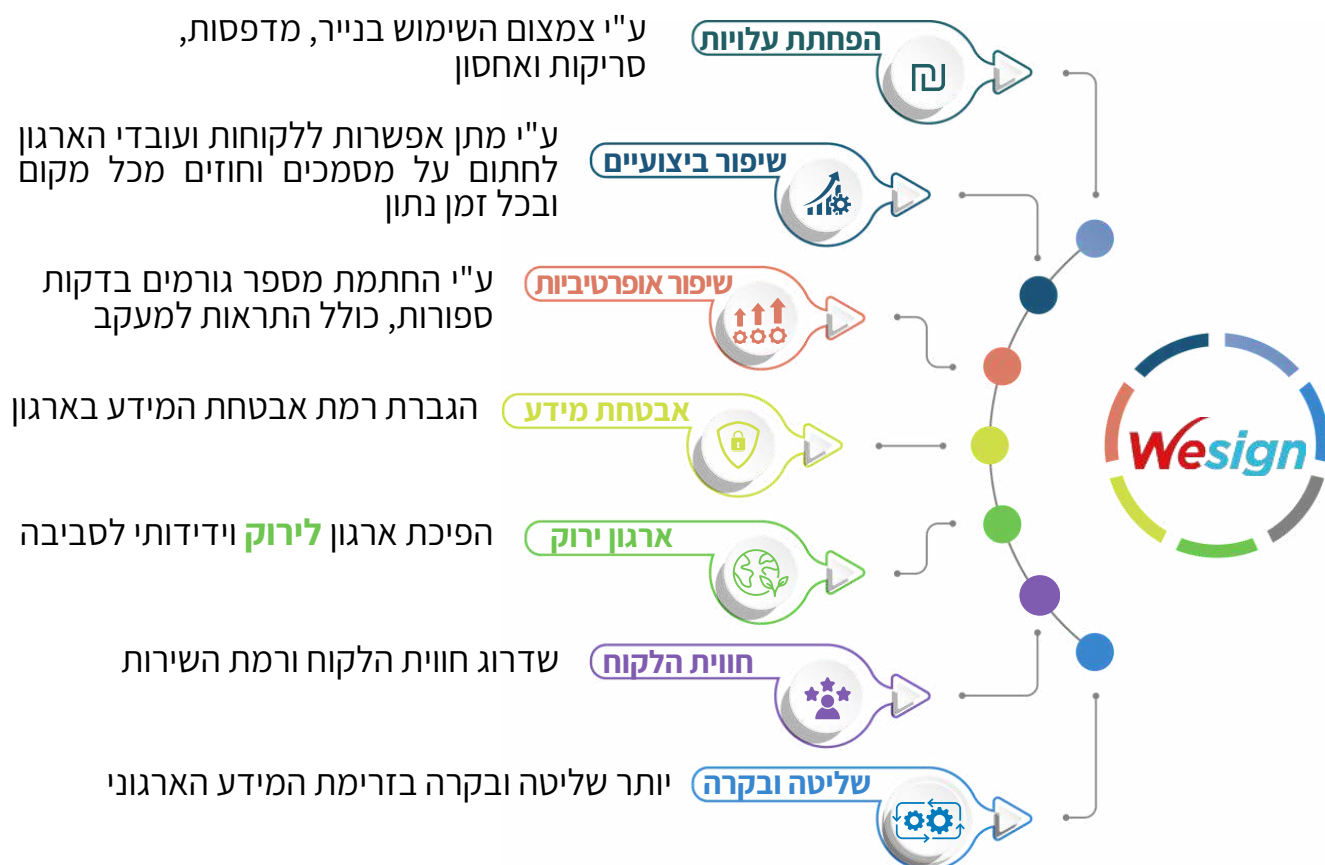 הפחתת עלויות
ע"י צמצום השימוש בנייר, מדפסות,
סריקות ואחסון
₪
שיפור ביצועיים
ע"י מתן אפשרות ללקוחות ועובדי הארגון
לחתום על מסמכים וחוזים מכל מקום
ובכל זמן נתון
שיפור אופרטיביות
ע"י החתמת מספר גורמים בדקות
ספורות, כולל התראות למעקב
אבטחת מידע
הגברת רמת אבטחת המידע בארגון
ארגון ירוק
הפיכת ארגון לירוק וידידותי לסביבה
חווית הלקוח
שדרוג חווית הלקוח ורמת השירות
שליטה ובקרה
יותר שליטה ובקרה בזרימת המידע הארגוני
Wesign